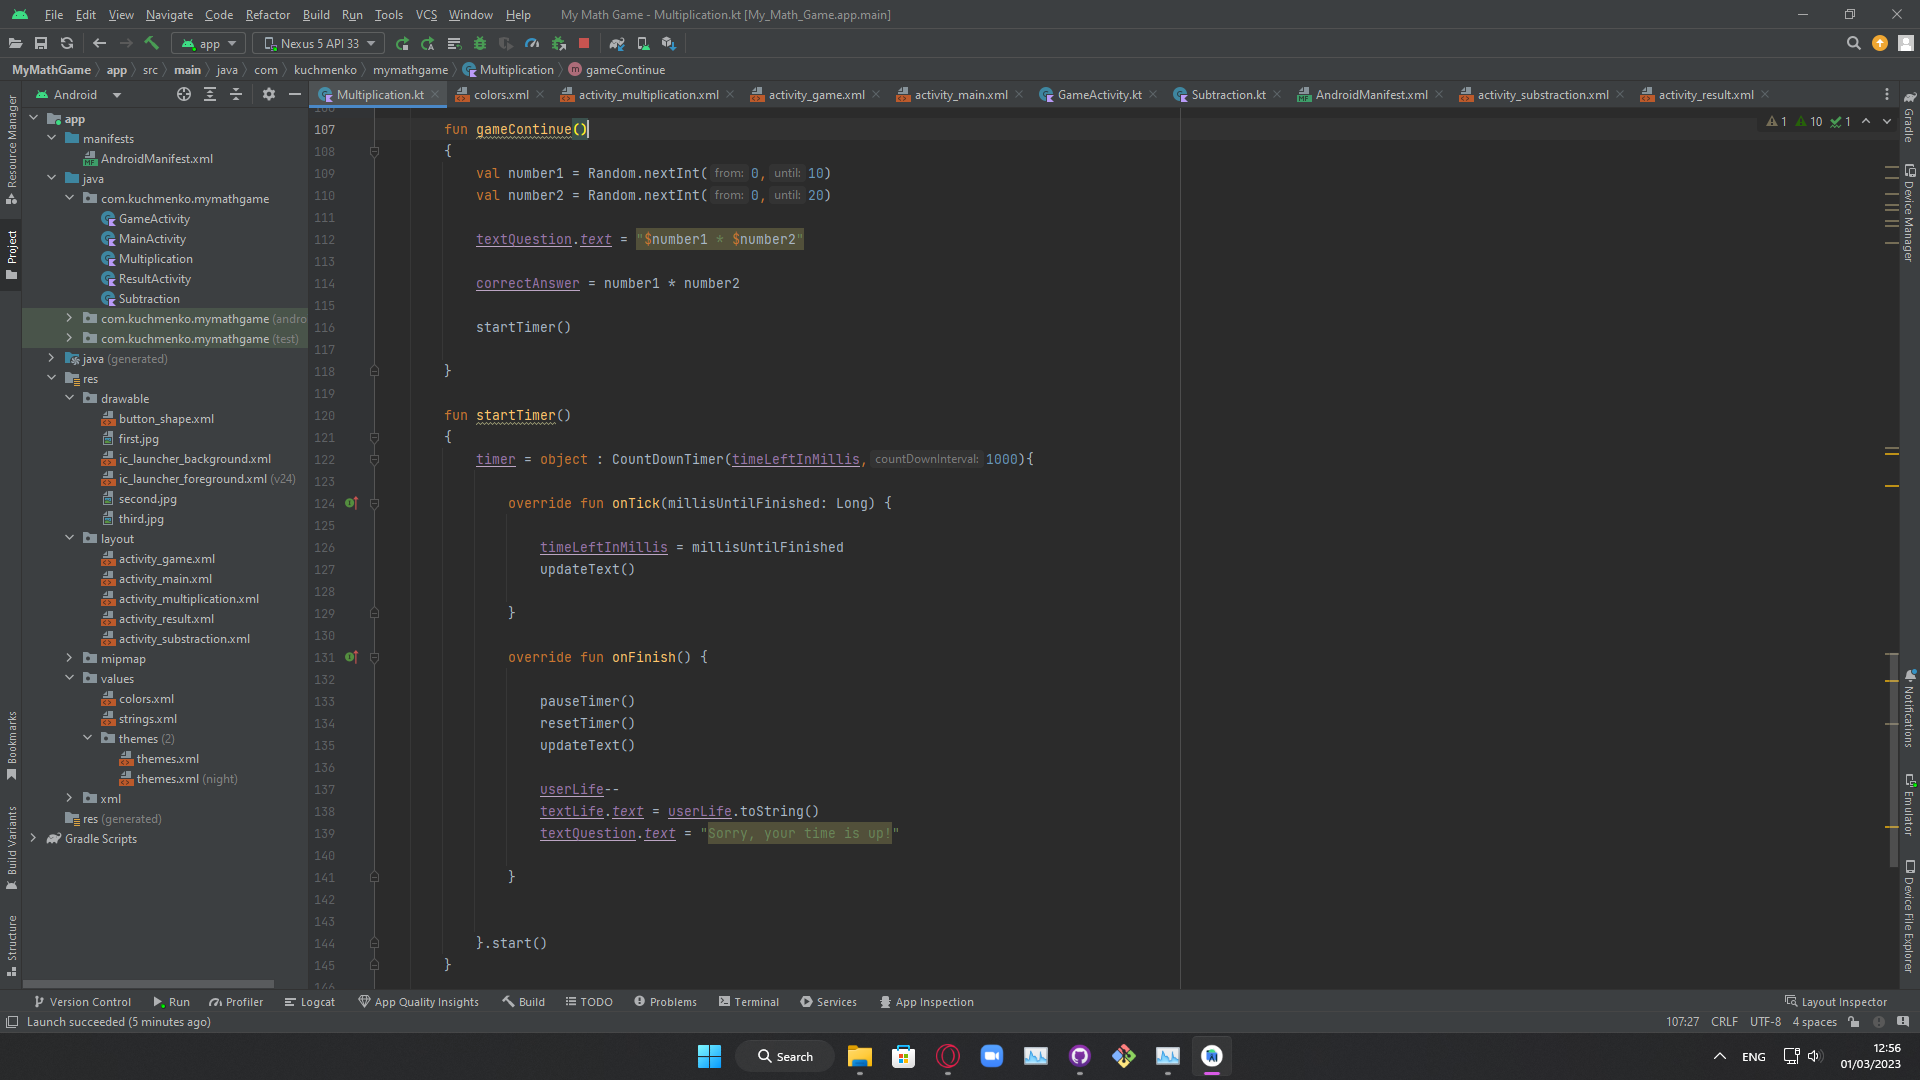 File Edit View Navigate Code Refactor Build Run Tools VCS Window Help My Math Game - Multiplication.kt [My_Math_Game.app.main]
app Nexus 5 API 33
MyMathGame app src main java com kuchmenko mymathgame Multiplication gameContinue
Android
Multiplication.kt colors.xml activity_multiplication.xml activity_game.xml activity_main.xml GameActivity.kt Subtraction.kt AndroidManifest.xml activity_substraction.xml activity_result.xml
1 10 1
Resource Manager
Project
Bookmarks
Build Variants
Structure
app
manifests
AndroidManifest.xml
java
com.kuchmenko.mymathgame
GameActivity
MainActivity
Multiplication
ResultActivity
Subtraction
com.kuchmenko.mymathgame (andro
com.kuchmenko.mymathgame (test)
java (generated)
res
drawable
button_shape.xml
first.jpg
ic_launcher_background.xml
ic_launcher_foreground.xml (v24)
second.jpg
third.jpg
layout
activity_game.xml
activity_main.xml
activity_multiplication.xml
activity_result.xml
activity_substraction.xml
mipmap
values
colors.xml
strings.xml
themes (2)
themes.xml
themes.xml (night)
xml
res (generated)
Gradle Scripts
106
107 fun gameContinue()
108 {
109 val number1 = Random.nextInt( from: 0, until: 10)
110 val number2 = Random.nextInt( from: 0, until: 20)
111
112 textQuestion.text = "$number1 * $number2"
113
114 correctAnswer = number1 * number2
115
116 startTimer()
117
118 }
119
120 fun startTimer()
121 {
122 timer = object : CountDownTimer(timeLeftInMillis, countDownInterval: 1000){
123
124 override fun onTick(millisUntilFinished: Long) {
125
126 timeLeftInMillis = millisUntilFinished
127 updateText()
128
129 }
130
131 override fun onFinish() {
132
133 pauseTimer()
134 resetTimer()
135 updateText()
136
137 userLife--
138 textLife.text = userLife.toString()
139 textQuestion.text = "Sorry, your time is up!"
140
141 }
142
143
144 }.start()
145 }
146
Gradle
Device Manager
Notifications
Emulator
Device File Explorer
Version Control Run Profiler Logcat App Quality Insights Build TODO Problems Terminal Services App Inspection Layout Inspector
Launch succeeded (5 minutes ago) 107:27 CRLF UTF-8 4 spaces
Search
ENG
12:56
01/03/2023